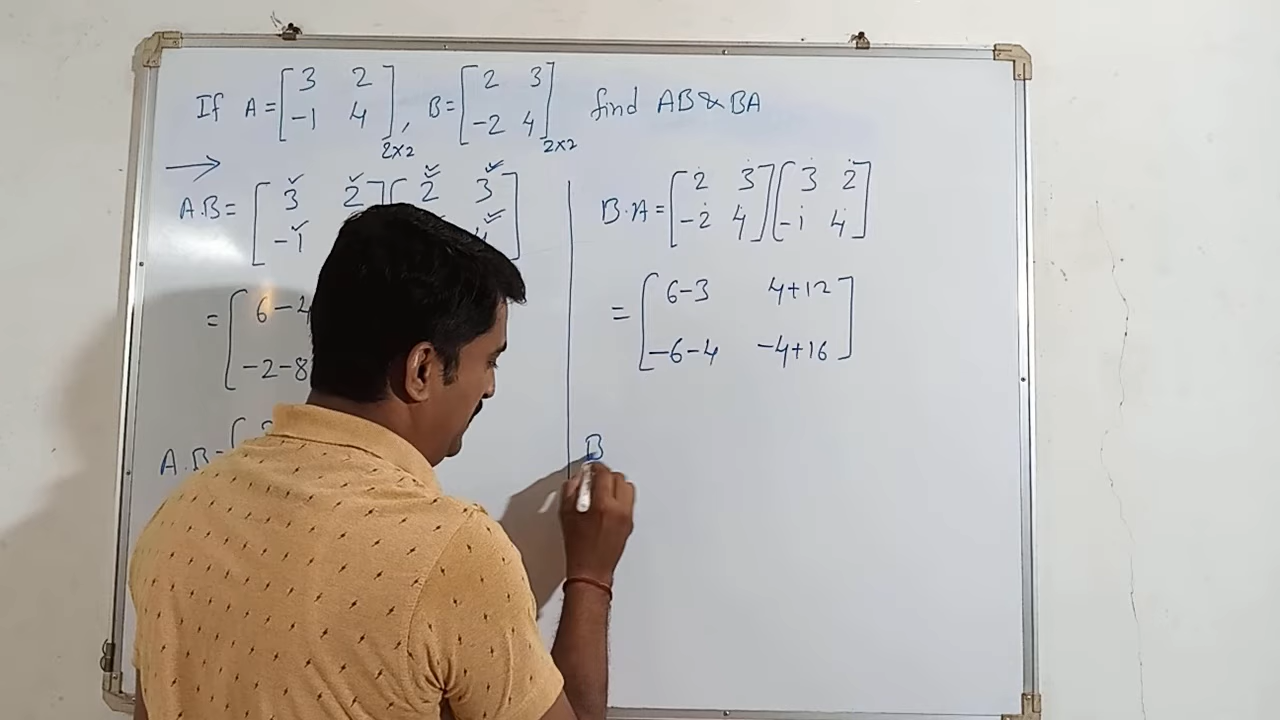 If A = [3 2
-1 4] 2x2, B = [2 3
-2 4] 2x2 find AB & BA
→
A.B = [3 2] [2 3]
-1
= [6-4
-2-8
A.B =
B.A = [2 3
-2 4] [3 2
-1 4]
= [6-3 4+12
-6-4 -4+16]
B